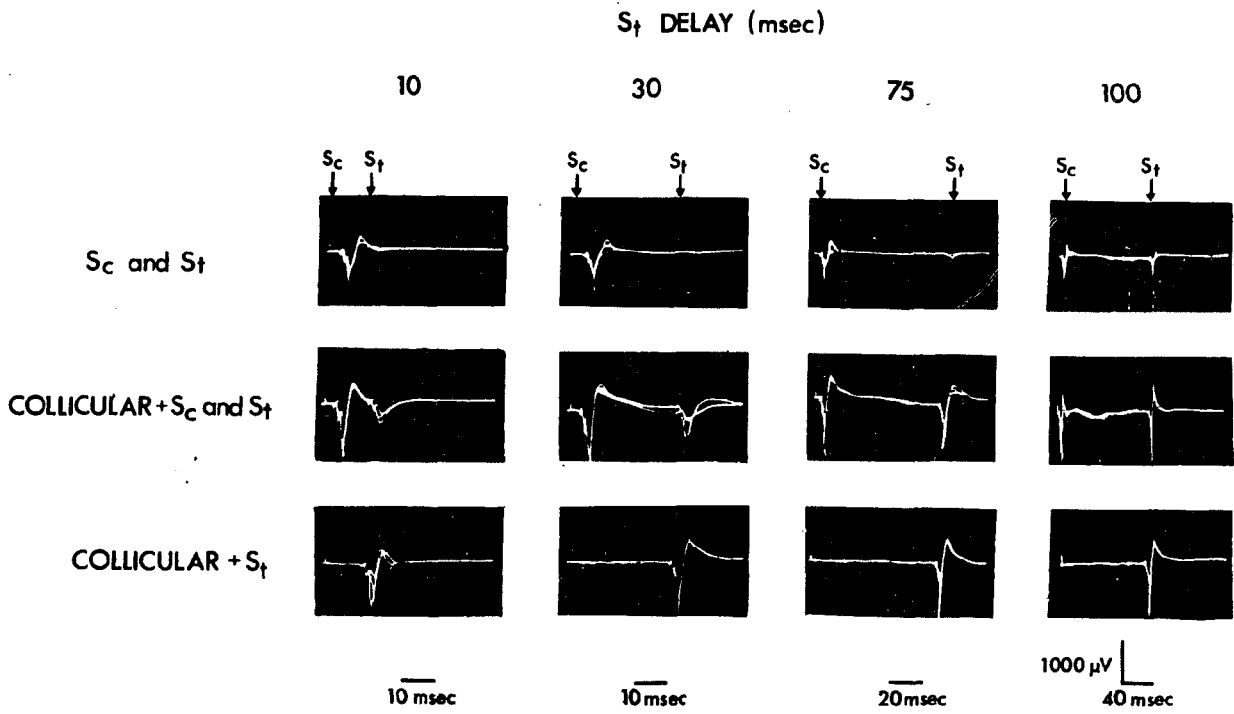 St DELAY (msec)
10 30 75 100
Sc St Sc St Sc St Sc St
Sc and St
COLLICULAR + Sc and St
COLLICULAR + St
1000 µV
10 msec 10 msec 20 msec 40 msec